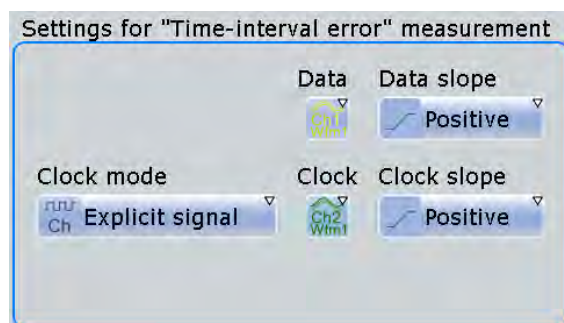 Settings for "Time-interval error" measurement
Data Data slope
Ch1
Wfm1
Positive
Clock mode Clock Clock slope
Ch
Explicit signal
Ch2
Wfm1
Positive